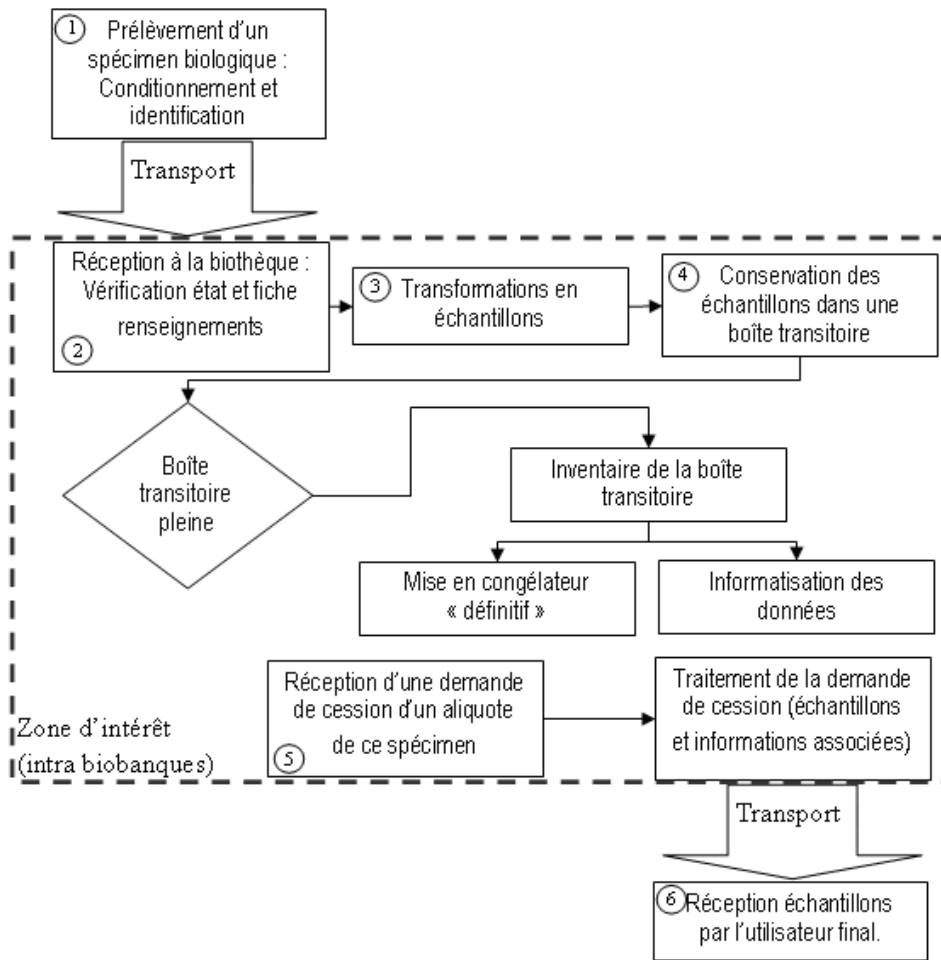 1 Prélèvement d'un
spécimen biologique :
Conditionnement et
identification
Transport
Réception à la biothèque :
Vérification état et fiche
renseignements
2
3 Transformations en
échantillons
4 Conservation des
échantillons dans une
boîte transitoire
Boîte
transitoire
pleine
Inventaire de la boîte
transitoire
Mise en congélateur
« définitif »
Informatisation des
données
Réception d'une demande
de cession d'un aliquote
de ce spécimen
5
Traitement de la demande
de cession (échantillons
et informations associées)
Zone d'intérêt
(intra biobanques)
Transport
6 Réception échantillons
par l'utilisateur final.